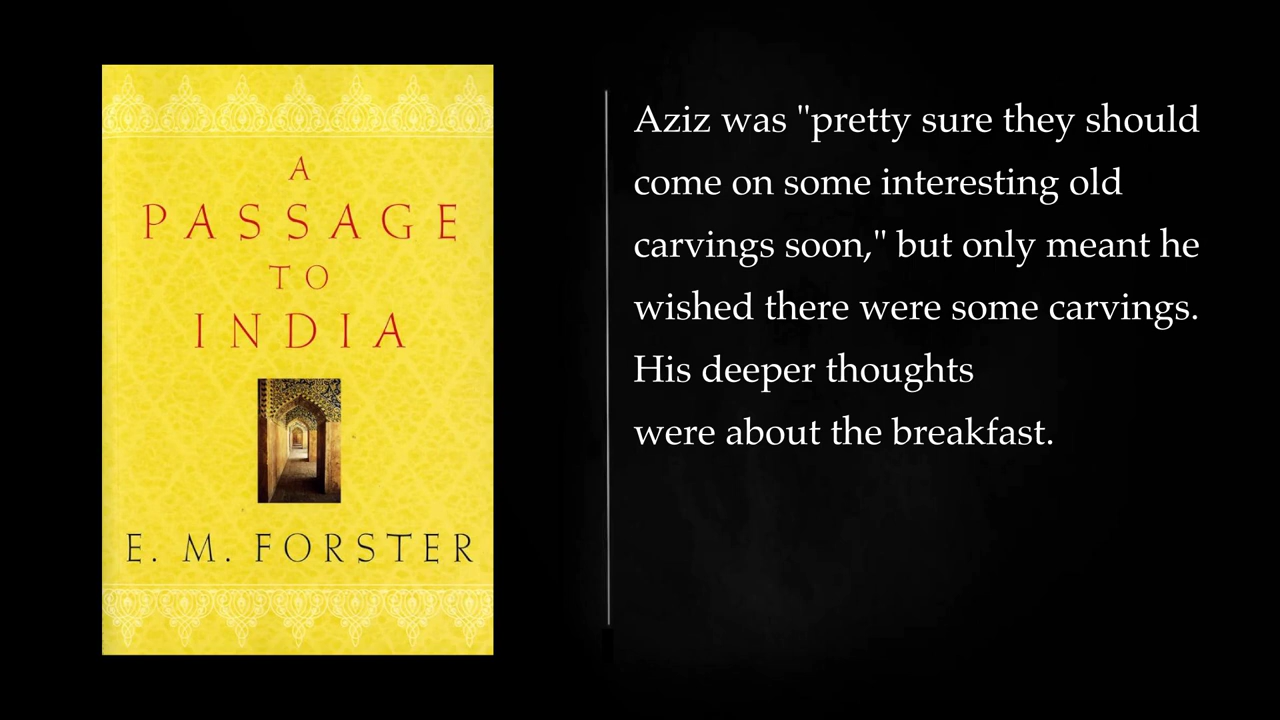 A
PASSAGE
TO
INDIA
E. M. FORSTER
Aziz was "pretty sure they should
come on some interesting old
carvings soon," but only meant he
wished there were some carvings.
His deeper thoughts
were about the breakfast.